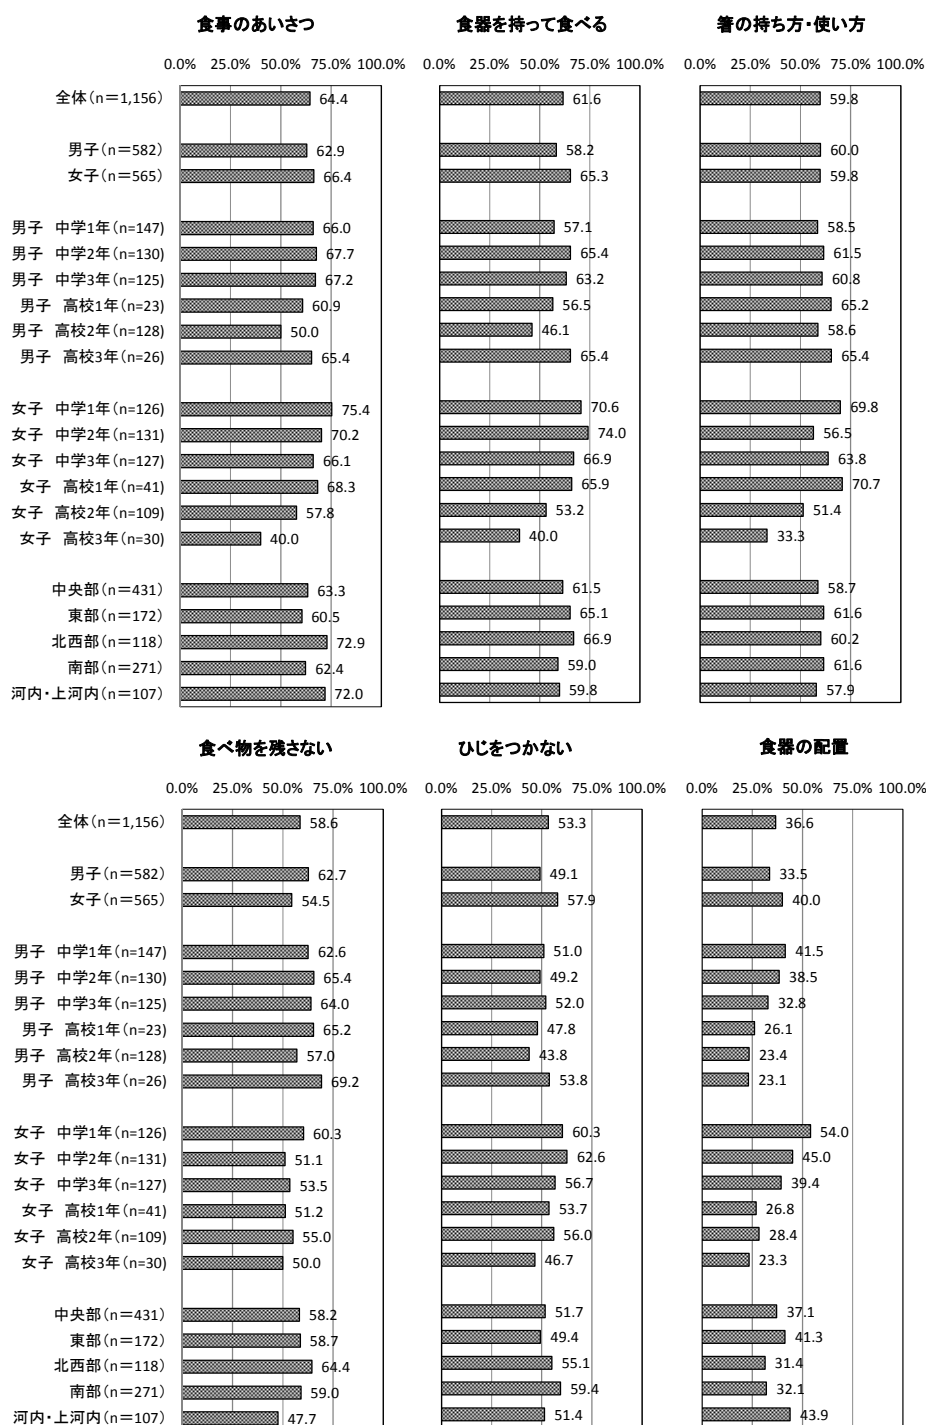 食事のあいさつ 食器を持って食べる 箸の持ち方・使い方
0.0% 25.0% 50.0% 75.0% 100.0% 0.0% 25.0% 50.0% 75.0% 100.0% 0.0% 25.0% 50.0% 75.0% 100.0%
全体(n=1,156) 64.4 61.6 59.8
男子(n=582) 62.9 58.2 60.0
女子(n=565) 66.4 65.3 59.8
男子 中学1年(n=147) 66.0 57.1 58.5
男子 中学2年(n=130) 67.7 65.4 61.5
男子 中学3年(n=125) 67.2 63.2 60.8
男子 高校1年(n=23) 60.9 56.5 65.2
男子 高校2年(n=128) 50.0 46.1 58.6
男子 高校3年(n=26) 65.4 65.4 65.4
女子 中学1年(n=126) 75.4 70.6 69.8
女子 中学2年(n=131) 70.2 74.0 56.5
女子 中学3年(n=127) 66.1 66.9 63.8
女子 高校1年(n=41) 68.3 65.9 70.7
女子 高校2年(n=109) 57.8 53.2 51.4
女子 高校3年(n=30) 40.0 40.0 33.3
中央部(n=431) 63.3 61.5 58.7
東部(n=172) 60.5 65.1 61.6
北西部(n=118) 72.9 66.9 60.2
南部(n=271) 62.4 59.0 61.6
河内・上河内(n=107) 72.0 59.8 57.9
食べ物を残さない ひじをつかない 食器の配置
0.0% 25.0% 50.0% 75.0% 100.0% 0.0% 25.0% 50.0% 75.0% 100.0% 0.0% 25.0% 50.0% 75.0% 100.0%
全体(n=1,156) 58.6 53.3 36.6
男子(n=582) 62.7 49.1 33.5
女子(n=565) 54.5 57.9 40.0
男子 中学1年(n=147) 62.6 51.0 41.5
男子 中学2年(n=130) 65.4 49.2 38.5
男子 中学3年(n=125) 64.0 52.0 32.8
男子 高校1年(n=23) 65.2 47.8 26.1
男子 高校2年(n=128) 57.0 43.8 23.4
男子 高校3年(n=26) 69.2 53.8 23.1
女子 中学1年(n=126) 60.3 60.3 54.0
女子 中学2年(n=131) 51.1 62.6 45.0
女子 中学3年(n=127) 53.5 56.7 39.4
女子 高校1年(n=41) 51.2 53.7 26.8
女子 高校2年(n=109) 55.0 56.0 28.4
女子 高校3年(n=30) 50.0 46.7 23.3
中央部(n=431) 58.2 51.7 37.1
東部(n=172) 58.7 49.4 41.3
北西部(n=118) 64.4 55.1 31.4
南部(n=271) 59.0 59.4 32.1
河内・上河内(n=107) 47.7 51.4 43.9